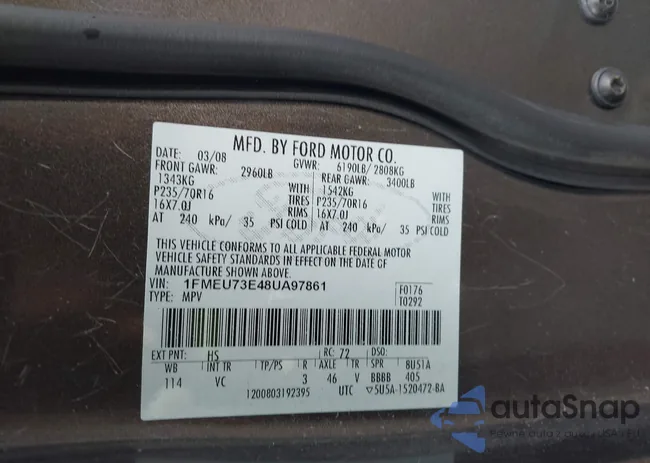 MFD. BY FORD MOTOR CO.
DATE: 03/08 GVWR: 6190LB/ 2808KG
FRONT GAWR: 2960LB REAR GAWR: 3400LB
1343KG WITH 1542KG WITH
P235/70R16 TIRES P235/70R16 TIRES
16X7.0J RIMS 16X7.0J RIMS
AT 240 kPa/ 35 PSI COLD AT 240 kPa/ 35 PSI COLD
THIS VEHICLE CONFORMS TO ALL APPLICABLE FEDERAL MOTOR
VEHICLE SAFETY STANDARDS IN EFFECT ON THE DATE OF
MANUFACTURE SHOWN ABOVE.
VIN: 1FMEU73E48UA97861 F0176
TYPE: MPV T0292
EXT PNT: HS RC: 72 DSO:
WB INT TR TP/PS R AXLE TR SPR 8U51A
114 VC 3 46 V BBBB 405
1200803192395 UTC ▽5U5A-1520472-BA
autoSnap